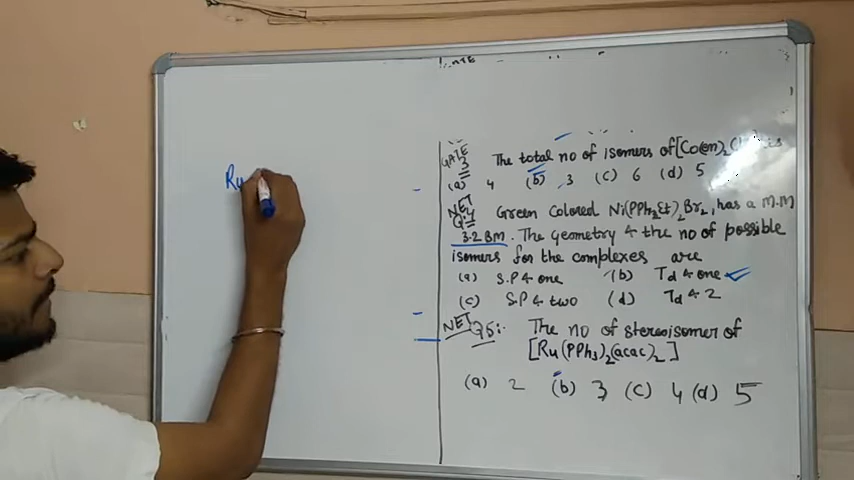 Ru
GATE
3
The total no of isomers of [Co(en)2Cl2] is
(a) 4 (b) 3 (c) 6 (d) 5
NET
Q.4 Green Colored Ni(PPh2Et)2Br2, has a M.M
3.2 BM. The geometry & the no of possible
isomers for the complexes are
(a) S.P & one (b) Td & one
(c) S.P & two (d) Td & 2
NET Q5: The no of stereoisomer of
[Ru(PPh3)2(acac)2]
(a) 2 (b) 3 (c) 4 (d) 5